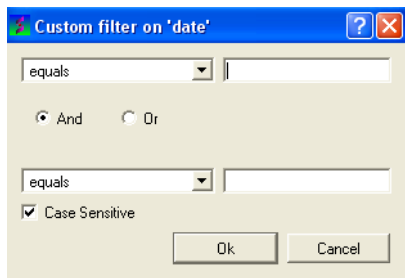 Custom filter on 'date'
equals
And Or
equals
Case Sensitive
Ok Cancel